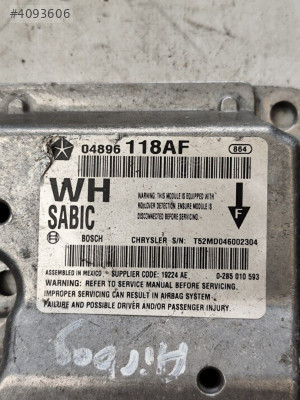 #4093606
04896 118AF 864
WH
SABIC
WARNING: THIS MODULE IS EQUIPPED W/
ROLLOVER DETECTION. ENSURE MODULE IS
DISCONNECTED BEFORE SERVICING.
F
BOSCH CHRYSLER S/N: T52MD046002304
ASSEMBLED IN MEXICO SUPPLIER CODE: 19224 AE 0-285 010 593
WARNING: REFER TO SERVICE MANUAL BEFORE SERVICING.
IMPROPER SERVICING CAN RESULT IN AIRBAG SYSTEM
FAILURE AND POSSIBLE DRIVER AND/OR PASSENGER INJURY.
Airbag